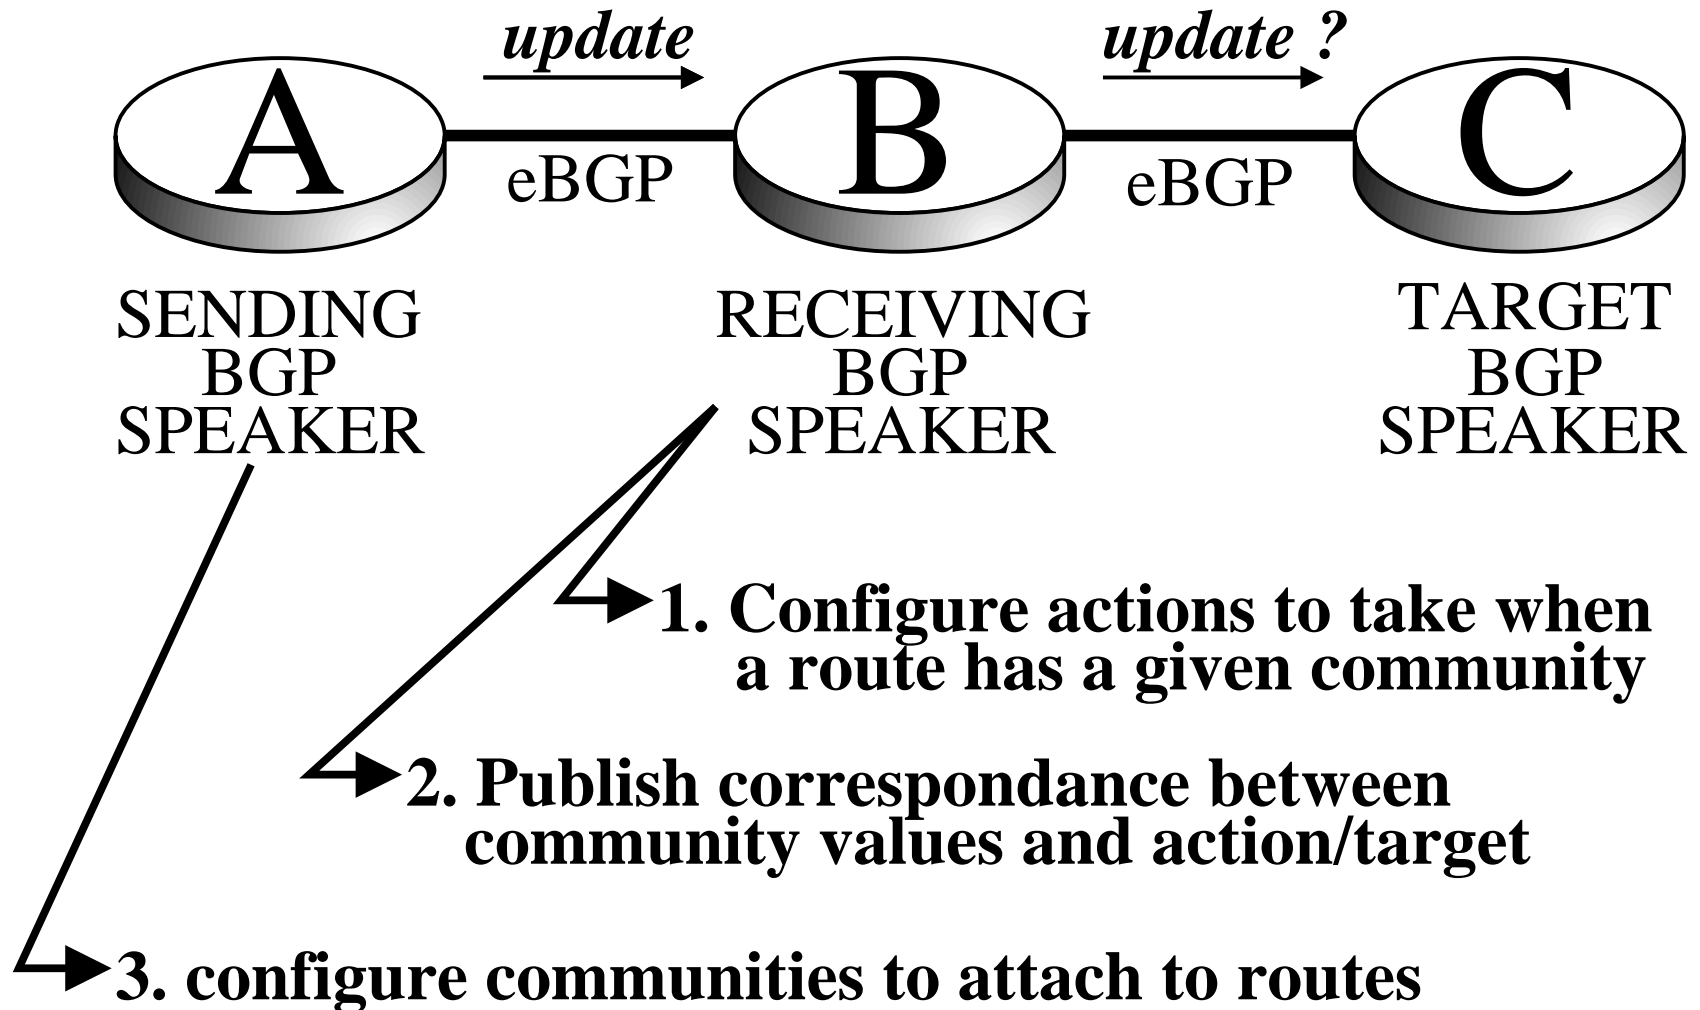 update
update ?
A
B
C
eBGP
eBGP
SENDING
BGP
SPEAKER
RECEIVING
BGP
SPEAKER
TARGET
BGP
SPEAKER
1. Configure actions to take when
a route has a given community
2. Publish correspondance between
community values and action/target
3. configure communities to attach to routes